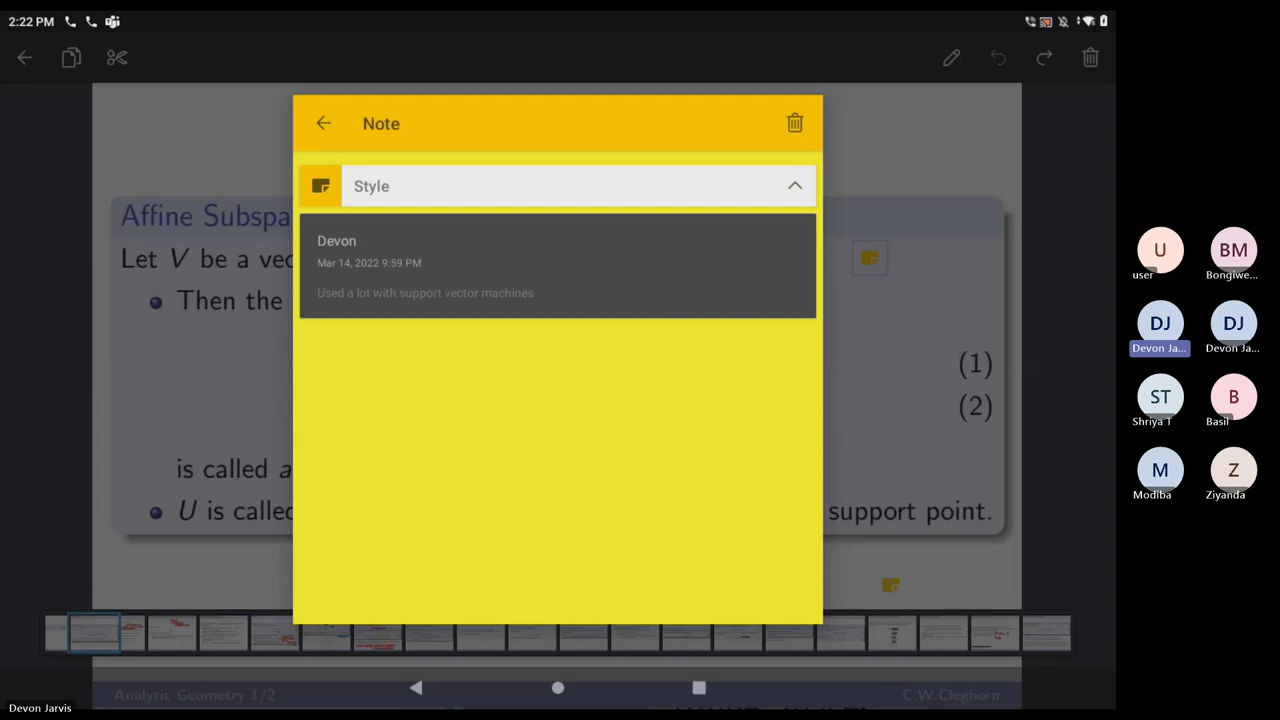 2:22 PM
Note
Style
Devon
Mar 14, 2022 9:59 PM
Used a lot with support vector machines
Affine Subspa
Let V be a vec
Then the
(1)
(2)
is called a
U is called
support point.
Analytic Geometry 1/2
C.W.Cleghorn
Devon Jarvis
U
user
BM
Bongiwe...
DJ
Devon Ja...
DJ
Devon Ja...
ST
Shriya T
B
Basil
M
Modiba
Z
Ziyanda